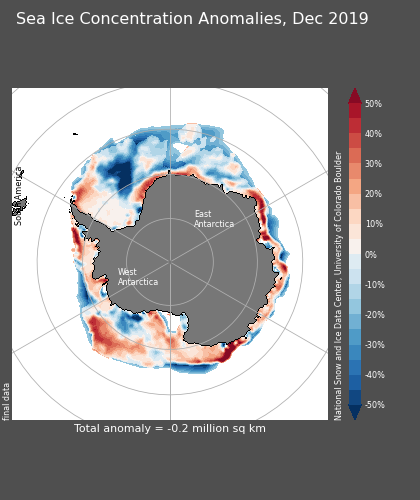 Sea Ice Concentration Anomalies, Dec 2019
South America
East
Antarctica
West
Antarctica
final data
50%
40%
30%
20%
10%
0%
-10%
-20%
-30%
-40%
-50%
National Snow and Ice Data Center, University of Colorado Boulder
Total anomaly = -0.2 million sq km